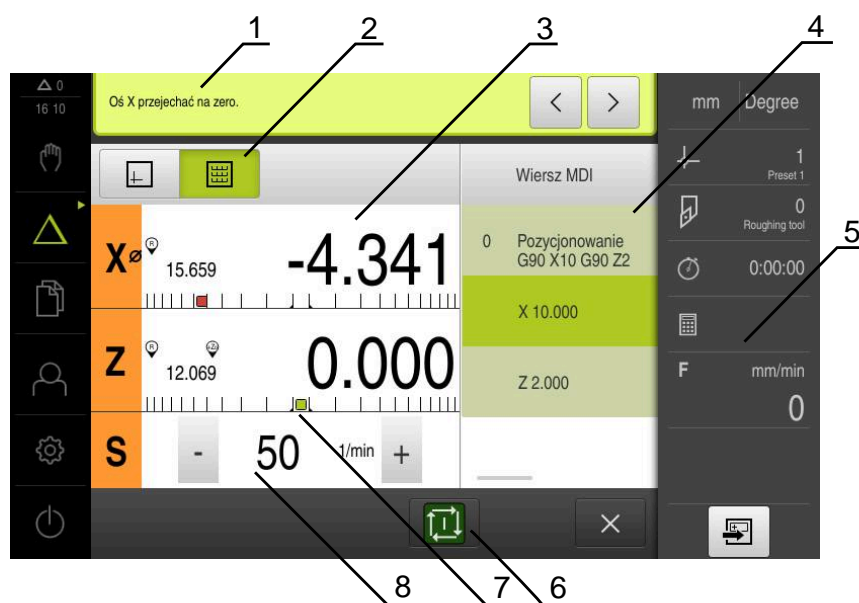 1 2 3 4
0
16 10
Oś X przejechać na zero.
< >
mm Degree
1
Preset 1
Wiersz MDI
0
Roughing tool
5
0:00:00
X⌀ R 15.659 -4.341
0 Pozycjonowanie
G90 X10 G90 Z2
X 10.000
Z R 12.069 0.000
Z 2.000
F mm/min
0
S - 50 1/min +
8 7 6